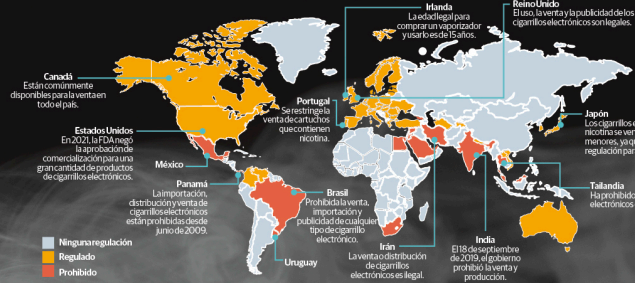 Irlanda
La edad legal para
comprar un vaporizador
y usarlo es de 15 años.
Reino Unido
El uso, la venta y la publicidad de los
cigarrillos electrónicos son legales.
Canadá
Están comúnmente
disponibles para la venta en
todo el país.
Portugal
Se restringe la
venta de cartuchos
que contienen
nicotina.
Japón
Los cigarrillos e
nicotina se ven
menores, ya qu
regulación par
Estados Unidos
En 2021, la FDA negó
la aprobación de
comercialización para una
gran cantidad de productos
de cigarrillos electrónicos.
México
Panamá
La importación,
distribución y venta de
cigarrillos electrónicos
están prohibidas desde
junio de 2009.
Brasil
Prohibida la venta,
importación y
publicidad de cualquier
tipo de cigarrillo
electrónico.
Tailandia
Ha prohibido
electrónicos
India
El 18 de septiembre
de 2019, el gobierno
prohibió la venta y
producción.
Irán
La venta o distribución
de cigarrillos
electrónicos es ilegal.
Uruguay
Ninguna regulación
Regulado
Prohibido